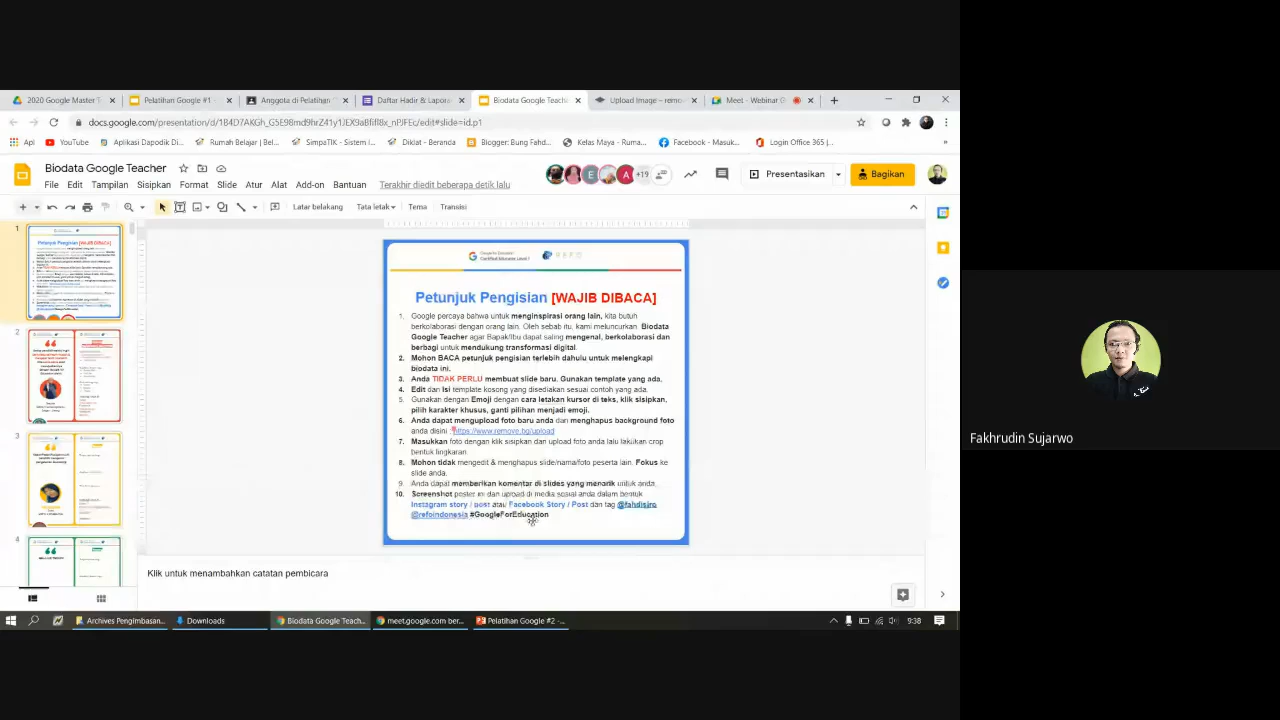 2020 Google Master T
Pelatihan Google #1 -
Anggota di Pelatihan
Daftar Hadir & Lapora
Biodata Google Teach
Upload Image – remo
Meet - Webinar G
docs.google.com/presentation/d/
/edit#slide=id.p1
Apl
YouTube
Aplikasi Dapodik Di...
Rumah Belajar | Bel...
SimpaTIK - Sistem I...
Diklat - Beranda
Blogger: Bung Fahd...
Kelas Maya - Ruma...
Facebook - Masuk...
Login Office 365 |...
Biodata Google Teacher
File Edit Tampilan Sisipkan Format Slide Atur Alat Add-on Bantuan Terakhir diedit beberapa detik lalu
E
A
+19
Presentasikan
Bagikan
Latar belakang Tata letak Tema Transisi
1
2
3
4
Petunjuk Pengisian [WAJIB DIBACA]
Certified Educator Level 1
REFO
Petunjuk Pengisian [WAJIB DIBACA]
1. Google percaya bahwa untuk menginspirasi orang lain, kita butuh
berkolaborasi dengan orang lain. Oleh sebab itu, kami meluncurkan Biodata
Google Teacher agar Bapak/Ibu dapat saling mengenal, berkolaborasi dan
berbagi untuk mendukung transformasi digital.
2. Mohon BACA petunjuk pengisian terlebih dahulu untuk melengkapi
biodata ini.
3. Anda TIDAK PERLU membuat slide baru. Gunakan template yang ada.
4. Edit dan isi template kosong yang disediakan sesuai contoh yang ada.
5. Gunakan dengan Emoji dengan cara letakan kursor di teks, klik sisipkan,
pilih karakter khusus, ganti pilihan menjadi emoji.
6. Anda dapat mengupload foto baru anda dan menghapus background foto
anda disini : https://www.remove.bg/upload
7. Masukkan foto dengan klik sisipkan dan upload foto anda lalu lakukan crop
bentuk lingkaran
8. Mohon tidak mengedit & menghapus slide/nama/foto peserta lain. Fokus ke
slide anda.
9. Anda dapat memberikan komentar di slides yang menarik untuk anda.
10. Screenshot poster ini dan upload di media sosial anda dalam bentuk
Instagram story / post atau Facebook Story / Post dan tag @fahdisjro
@refoindonesia #GoogleForEducation
Klik untuk menambahkan catatan pembicara
Fakhrudin Sujarwo
Archives Pengimbasan...
Downloads
Biodata Google Teach...
meet.google.com ber...
Pelatihan Google #2 -...
9:38